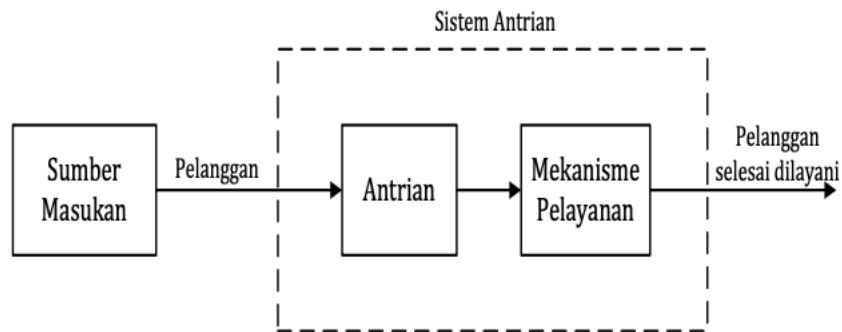 Sistem Antrian
Sumber
Masukan
Pelanggan
Antrian
Mekanisme
Pelayanan
Pelanggan
selesai dilayani